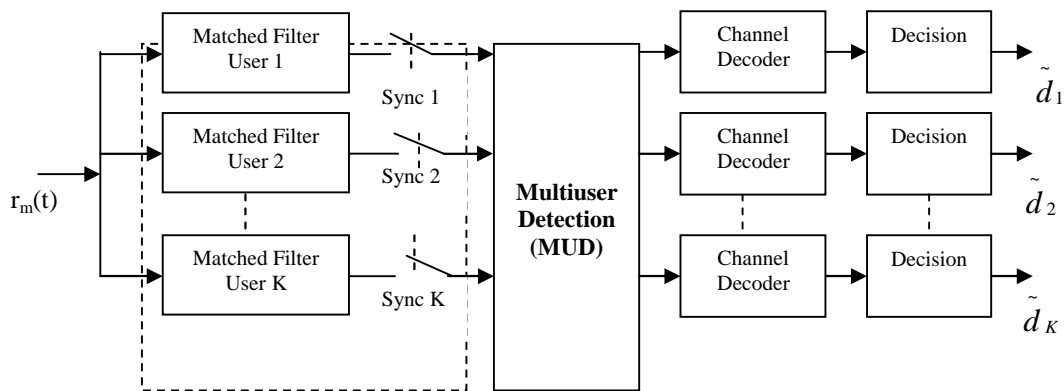 Matched Filter
User 1
Sync 1
Channel
Decoder
Decision
d̃ 1
Matched Filter
User 2
Sync 2
Channel
Decoder
Decision
d̃ 2
r_m(t)
Multiuser
Detection
(MUD)
Matched Filter
User K
Sync K
Channel
Decoder
Decision
d̃ K